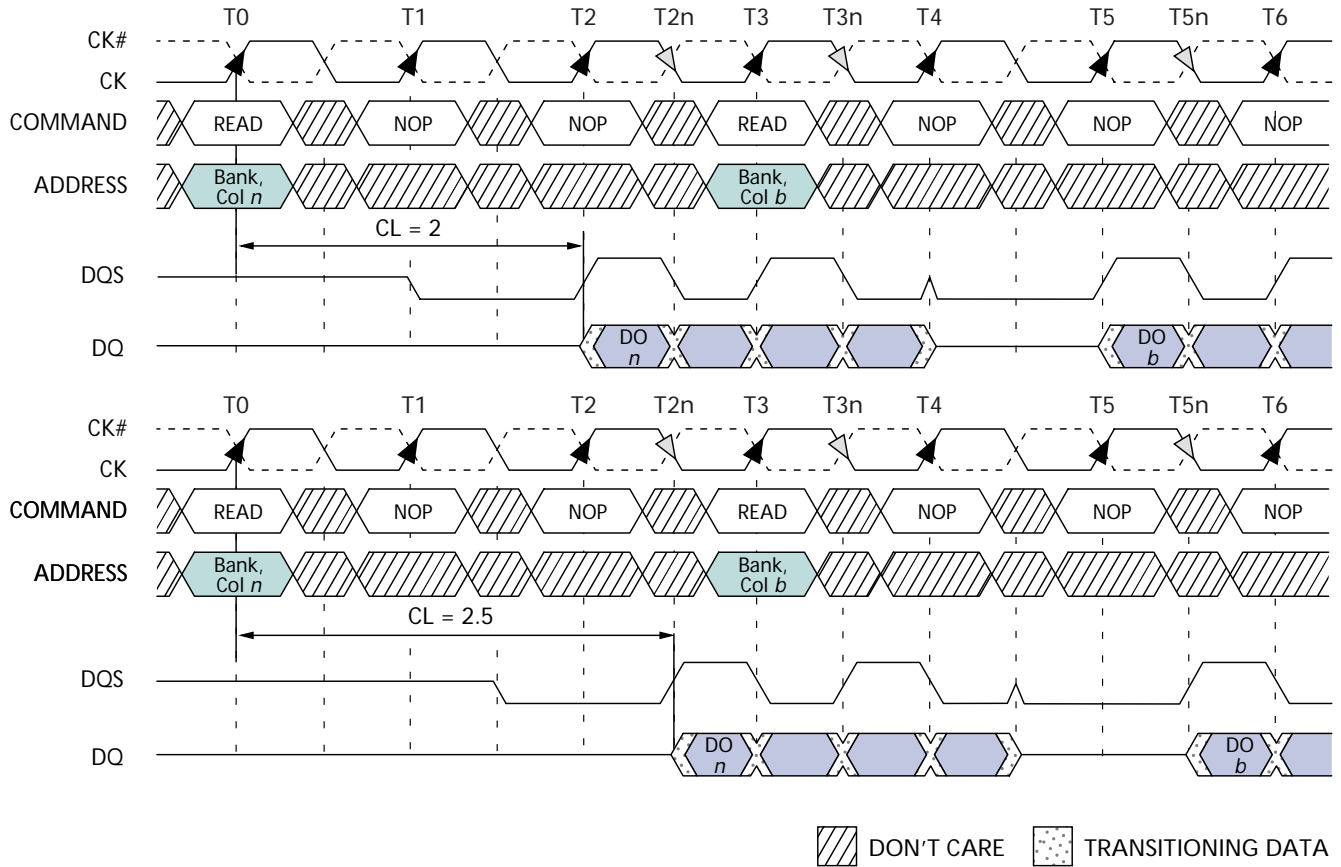 T0 T1 T2 T2n T3 T3n T4 T5 T5n T6
CK#
CK
COMMAND READ NOP NOP READ NOP NOP NOP
ADDRESS Bank, Col n Bank, Col b
CL = 2
DQS
DQ DO n DO b
T0 T1 T2 T2n T3 T3n T4 T5 T5n T6
CK#
CK
COMMAND READ NOP NOP READ NOP NOP NOP
ADDRESS Bank, Col n Bank, Col b
CL = 2.5
DQS
DQ DO n DO b
DON'T CARE TRANSITIONING DATA